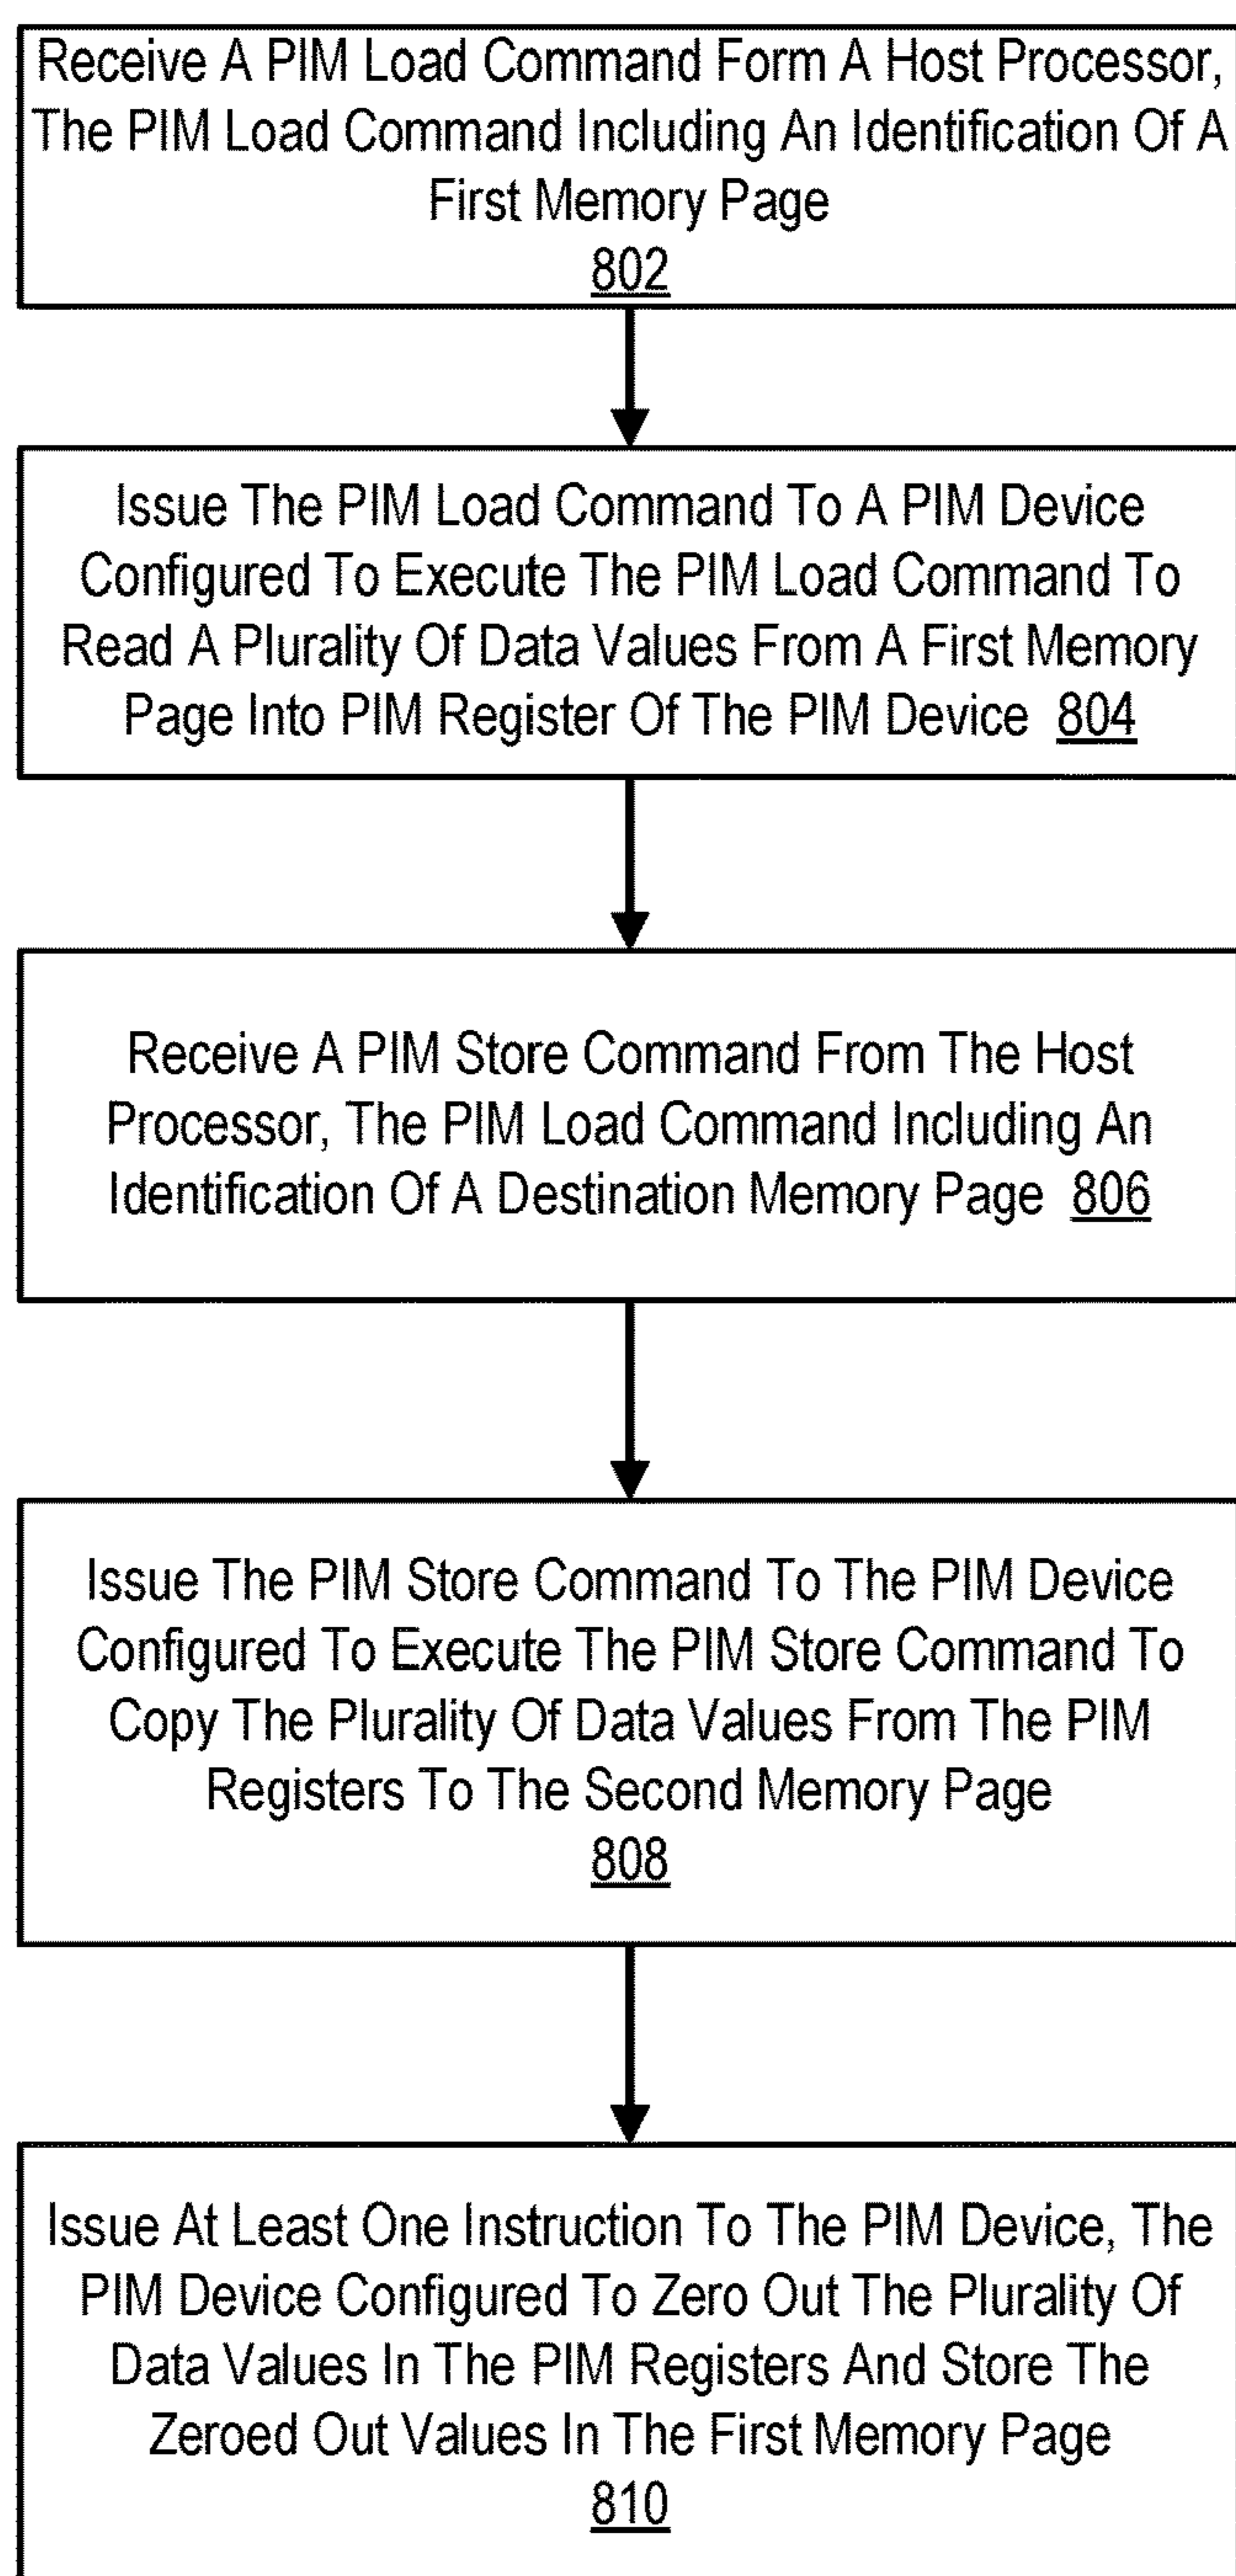 Receive A PIM Load Command Form A Host Processor,
The PIM Load Command Including An Identification Of A
First Memory Page
802
Issue The PIM Load Command To A PIM Device
Configured To Execute The PIM Load Command To
Read A Plurality Of Data Values From A First Memory
Page Into PIM Register Of The PIM Device 804
Receive A PIM Store Command From The Host
Processor, The PIM Load Command Including An
Identification Of A Destination Memory Page 806
Issue The PIM Store Command To The PIM Device
Configured To Execute The PIM Store Command To
Copy The Plurality Of Data Values From The PIM
Registers To The Second Memory Page
808
Issue At Least One Instruction To The PIM Device, The
PIM Device Configured To Zero Out The Plurality Of
Data Values In The PIM Registers And Store The
Zeroed Out Values In The First Memory Page
810